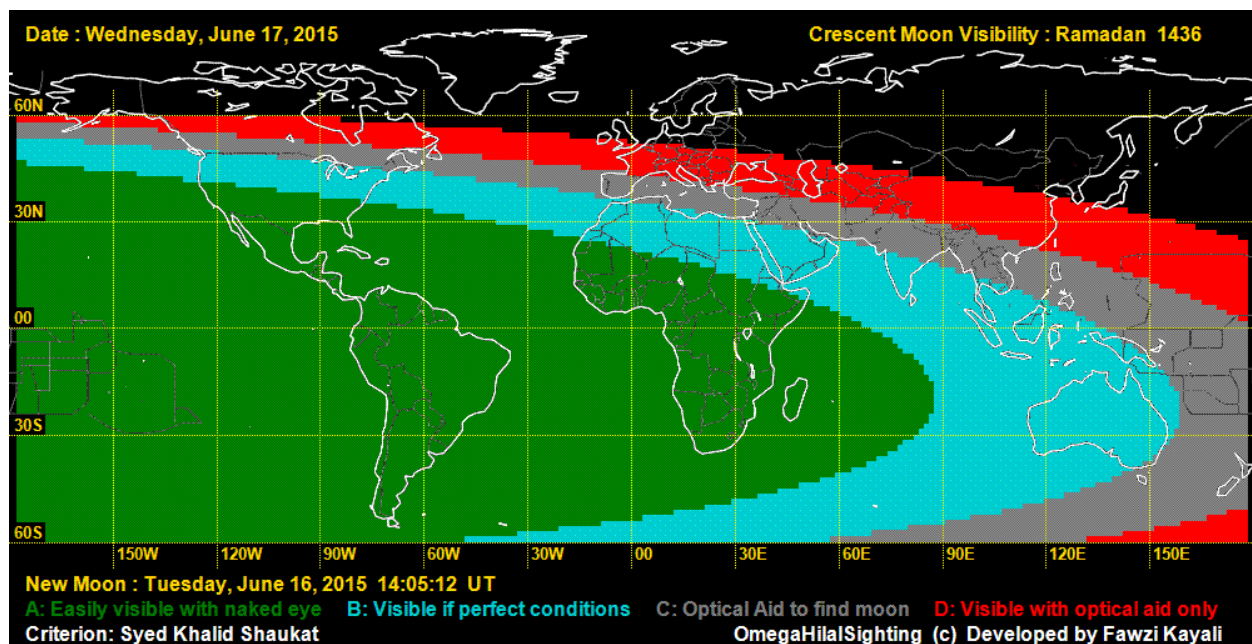 Date : Wednesday, June 17, 2015
Crescent Moon Visibility : Ramadan 1436
60N
30N
00
30S
60S
150W 120W 90W 60W 30W 00 30E 60E 90E 120E 150E
New Moon : Tuesday, June 16, 2015 14:05:12 UT
A: Easily visible with naked eye B: Visible if perfect conditions C: Optical Aid to find moon D: Visible with optical aid only
Criterion: Syed Khalid Shaukat OmegaHilalSighting (c) Developed by Fawzi Kayali